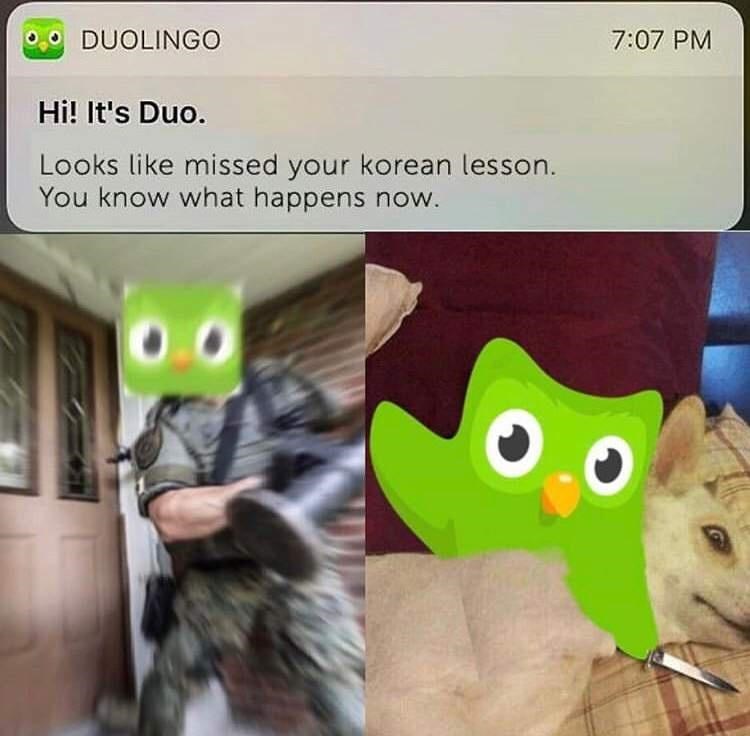 DUOLINGO 7:07 PM
Hi! It's Duo.
Looks like missed your korean lesson.
You know what happens now.